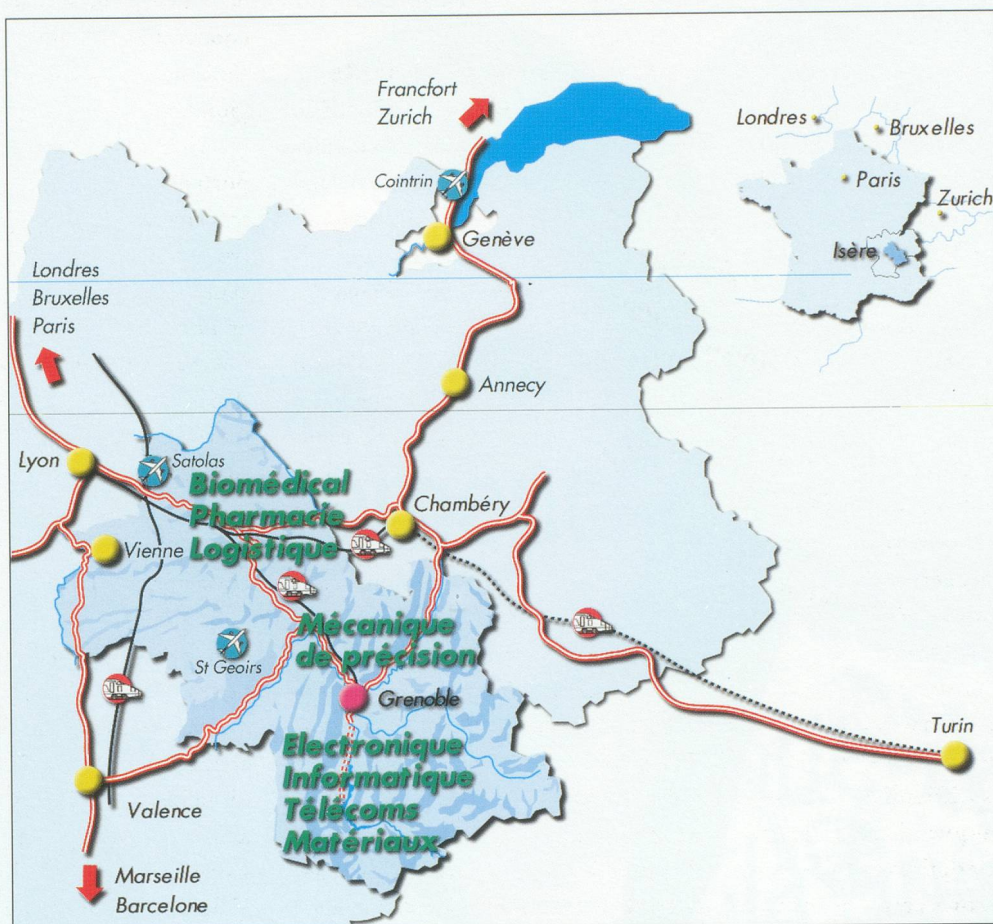 Francfort
Zurich
Cointrin
Genève
Londres
Bruxelles
Paris
Zurich
Isère
Londres
Bruxelles
Paris
Annecy
Lyon
Satolas
Biomédical
Pharmacie
Logistique
Chambéry
Vienne
Mécanique
de précision
St Geoirs
Grenoble
Electronique
Informatique
Télécoms
Matériaux
Turin
Valence
Marseille
Barcelone